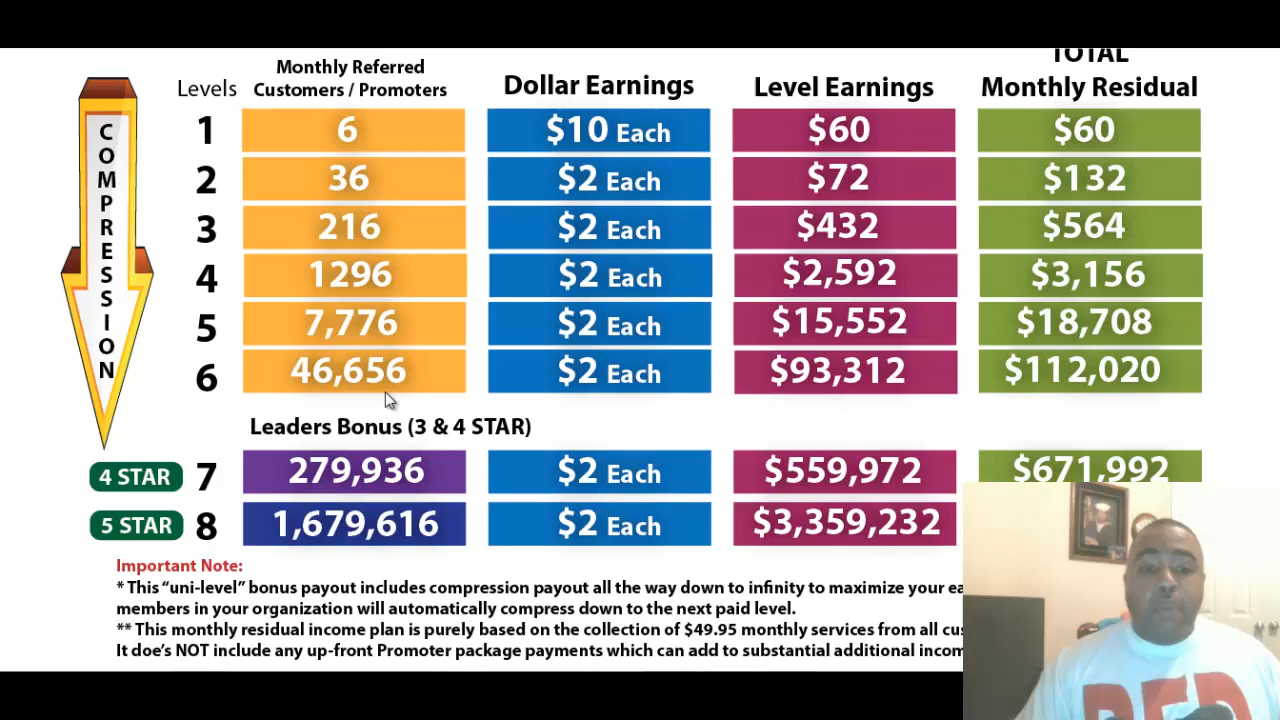 TOTAL
Levels Monthly Referred Customers / Promoters Dollar Earnings Level Earnings Monthly Residual
COMPRESSION
1 6 $10 Each $60 $60
2 36 $2 Each $72 $132
3 216 $2 Each $432 $564
4 1296 $2 Each $2,592 $3,156
5 7,776 $2 Each $15,552 $18,708
6 46,656 $2 Each $93,312 $112,020
Leaders Bonus (3 & 4 STAR)
4 STAR 7 279,936 $2 Each $559,972 $671,992
5 STAR 8 1,679,616 $2 Each $3,359,232
Important Note:
* This “uni-level” bonus payout includes compression payout all the way down to infinity to maximize your
members in your organization will automatically compress down to the next paid level.
** This monthly residual income plan is purely based on the collection of $49.95 monthly services from all
It doe's NOT include any up-front Promoter package payments which can add to substantial additional